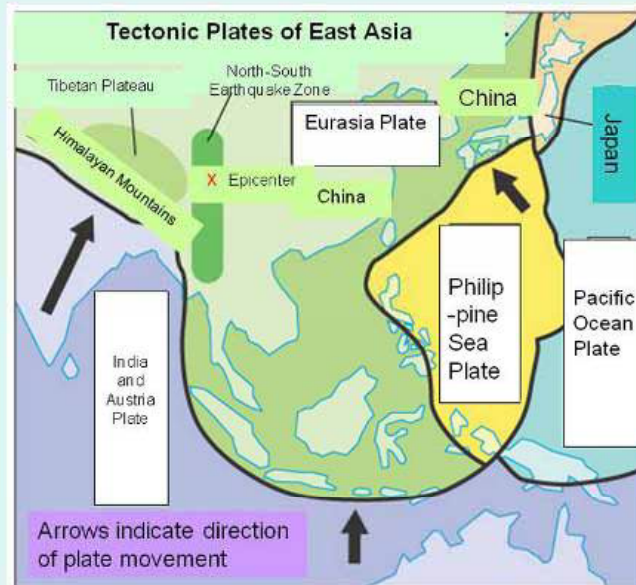 Tectonic Plates of East Asia
North-South
Earthquake Zone
Tibetan Plateau
China
Eurasia Plate
Japan
Himalayan Mountains
X Epicenter
China
Philip
-pine
Sea
Plate
Pacific
Ocean
Plate
India
and
Austria
Plate
Arrows indicate direction
of plate movement